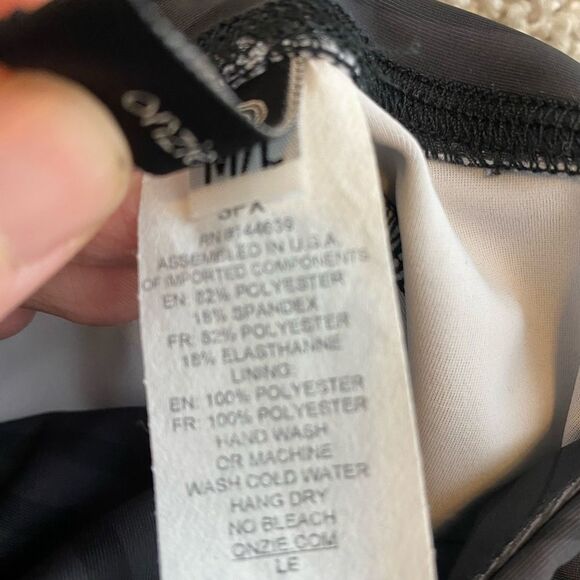 onzie
M/L
RN#144639
ASSEMBLED IN U.S.A
OF IMPORTED COMPONENTS
EN: 82% POLYESTER
18% SPANDEX
FR: 82% POLYESTER
18% ELASTHANNE
LINING:
EN: 100% POLYESTER
FR: 100% POLYESTER
HAND WASH
OR MACHINE
WASH COLD WATER
HANG DRY
NO BLEACH
ONZIE.COM
LE